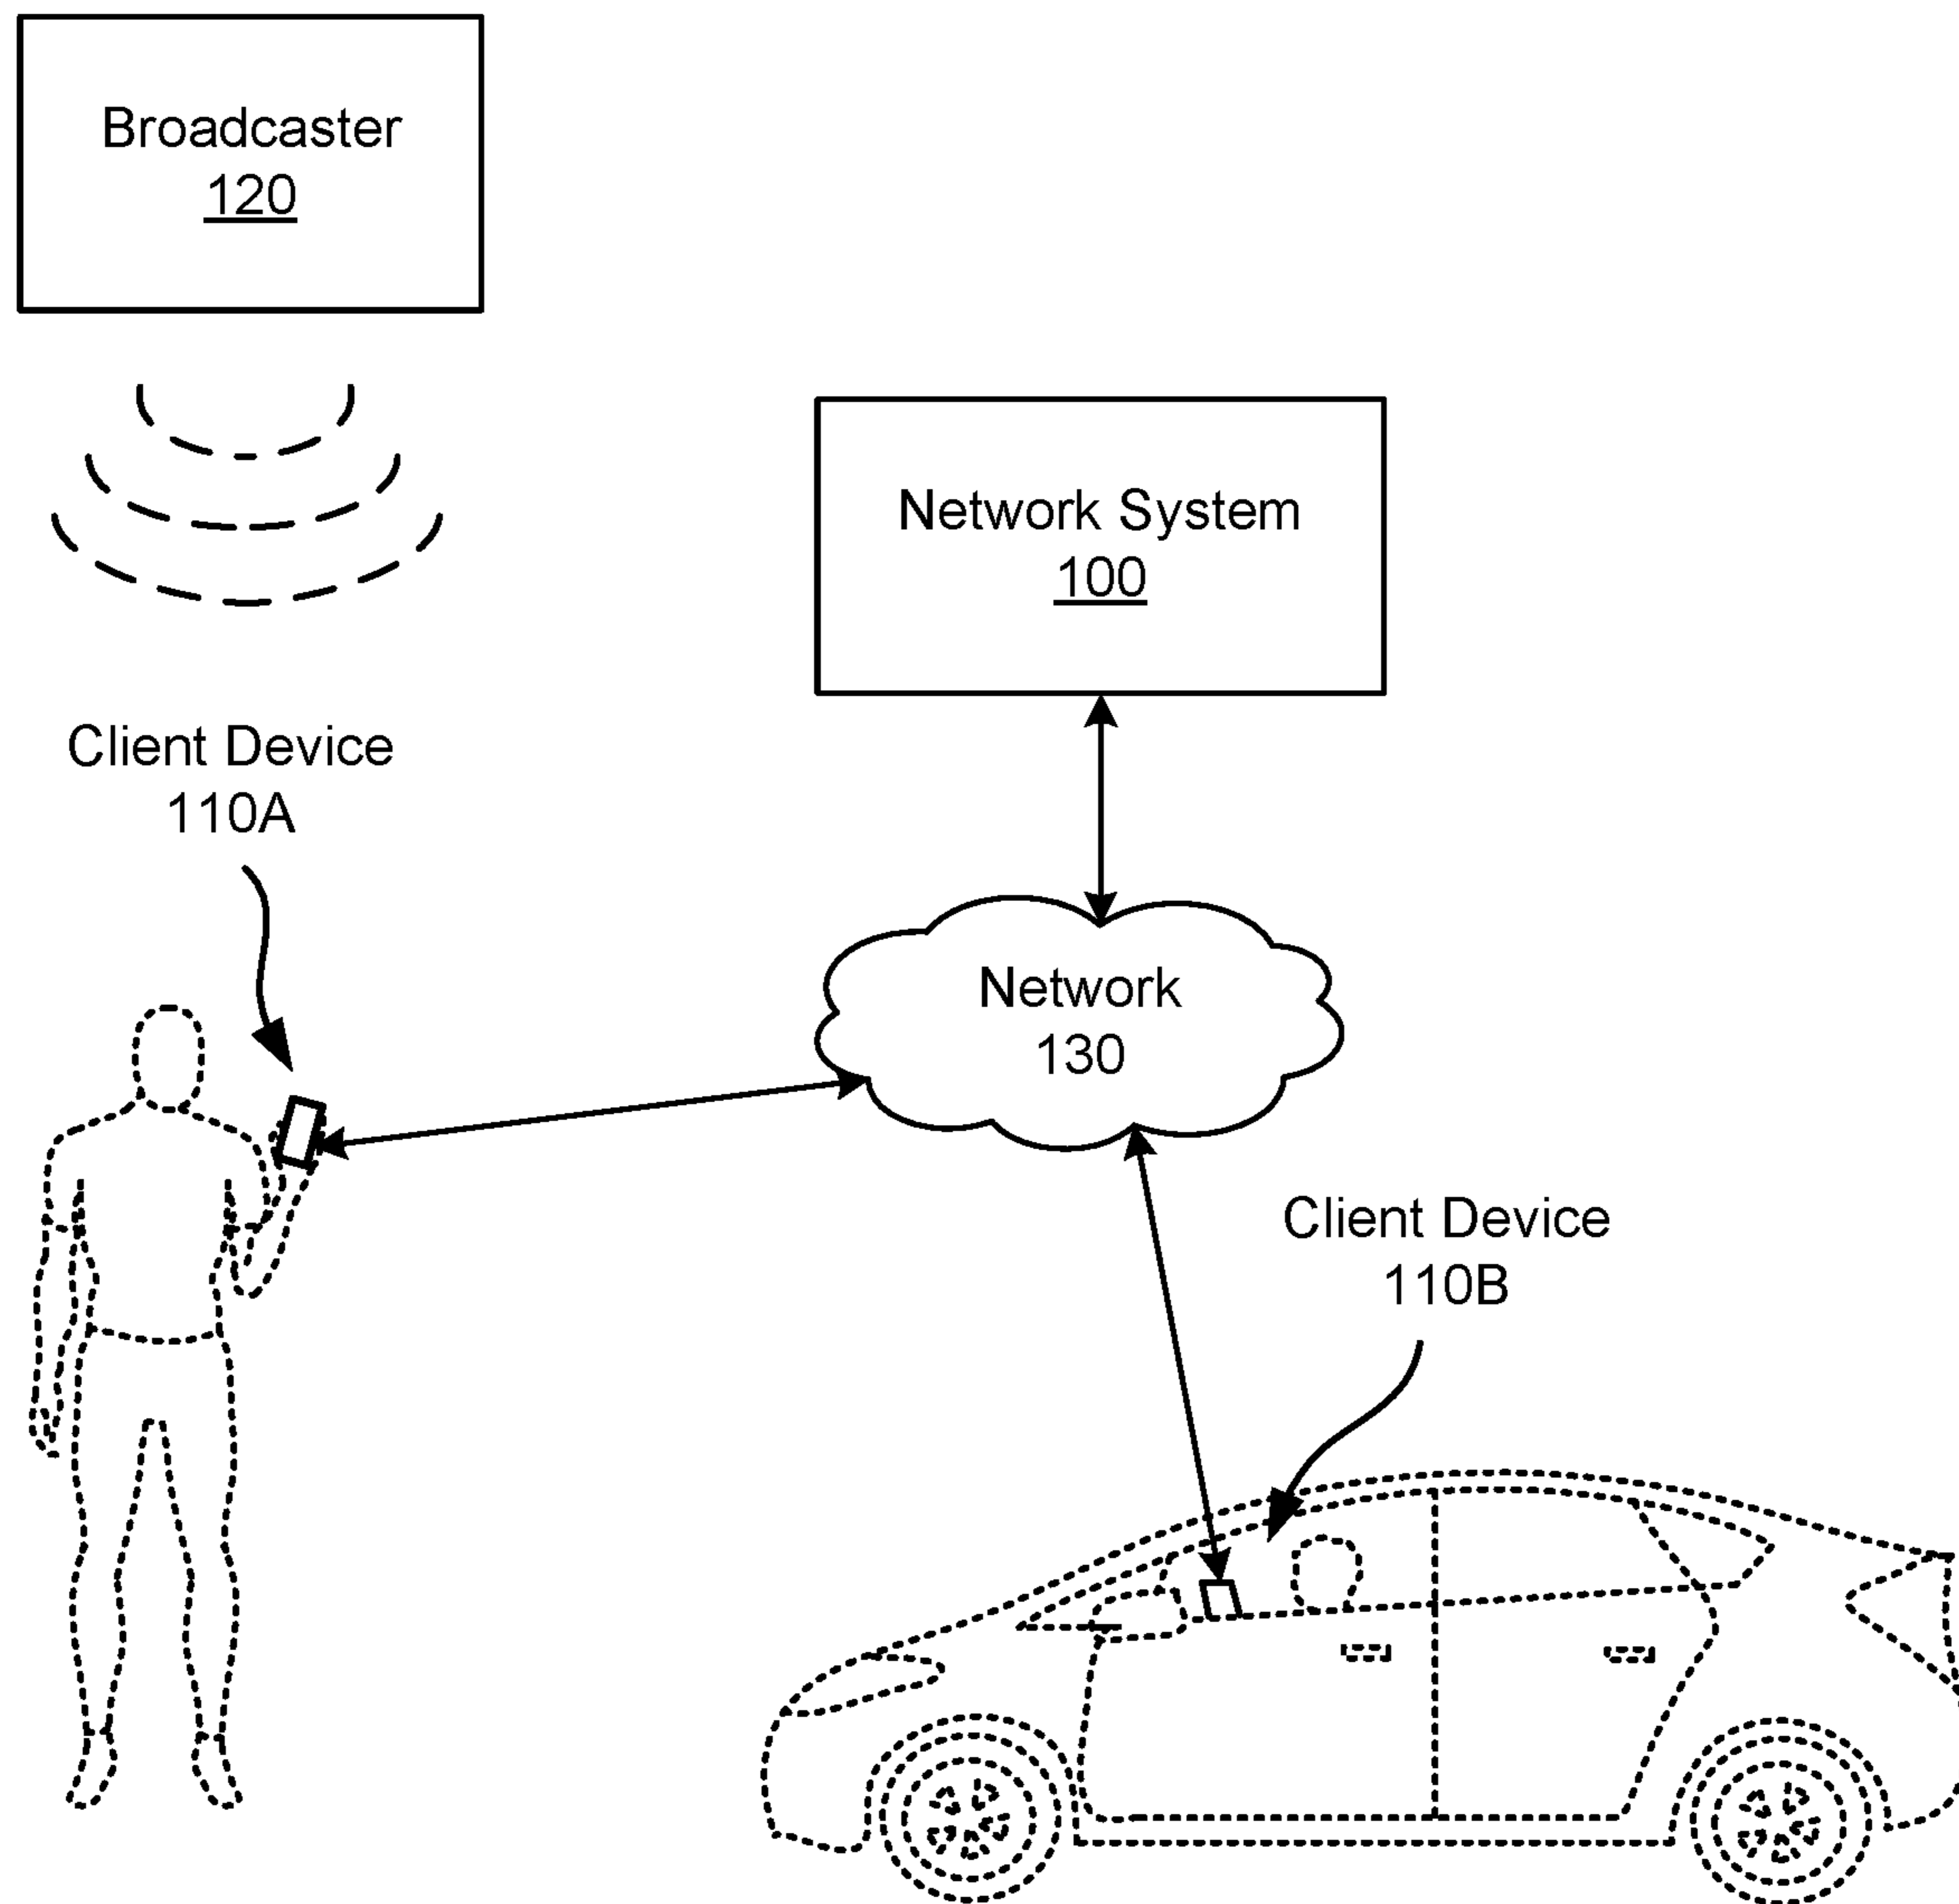 Broadcaster
120
Network System
100
Client Device
110A
Network
130
Client Device
110B